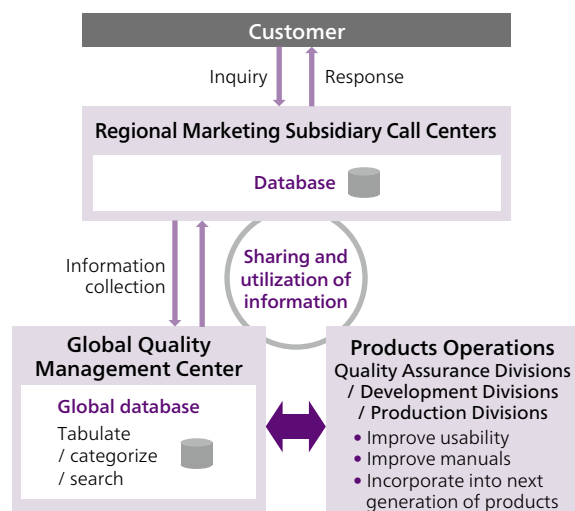 Customer
Inquiry
Response
Regional Marketing Subsidiary Call Centers
Database
Information
collection
Sharing and
utilization of
information
Global Quality
Management Center
Global database
Tabulate
/ categorize
/ search
Products Operations
Quality Assurance Divisions
/ Development Divisions
/ Production Divisions
• Improve usability
• Improve manuals
• Incorporate into next
generation of products